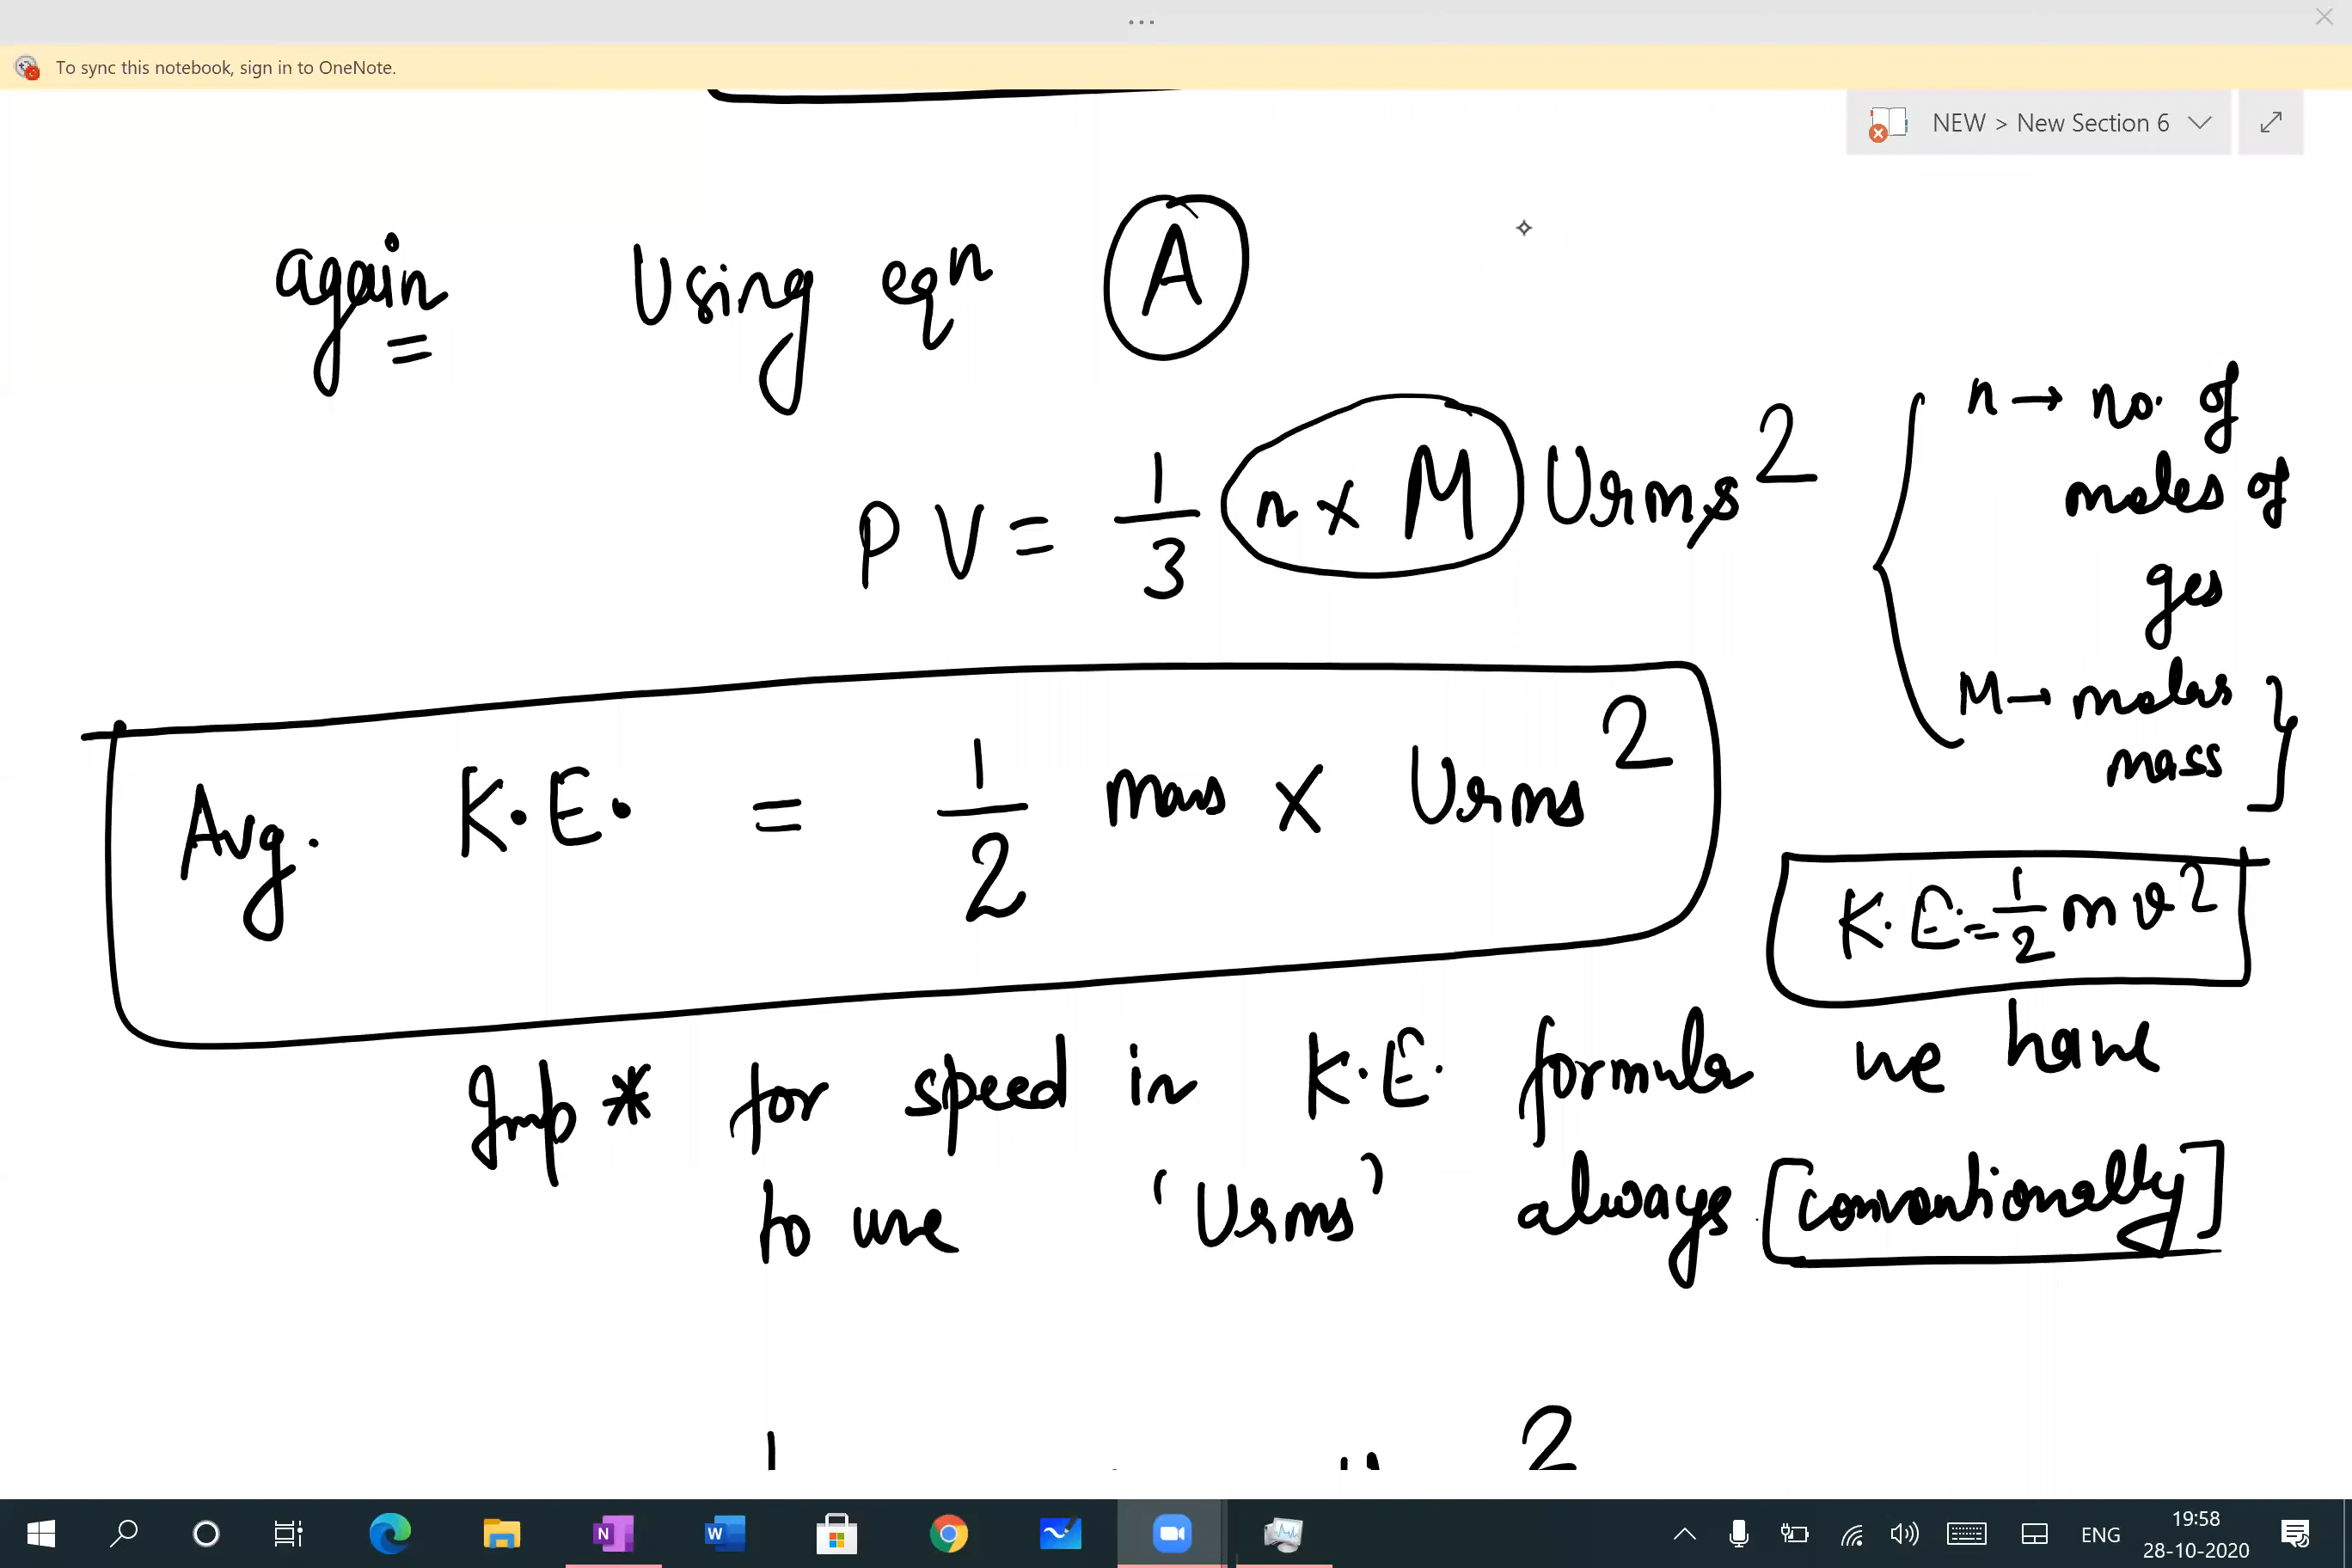 To sync this notebook, sign in to OneNote.
NEW > New Section 6
again Using eqn A
PV = 1/3 n x M Urms²
n → no. of
moles of
ges
M → molar
mass
Avg. K.E. = 1/2 mass x Urms²
K.E. = 1/2 mv²
Imp * for speed in K.E. formula we have
to use 'Urms' always [conventionally]
2
ENG
19:58
28-10-2020